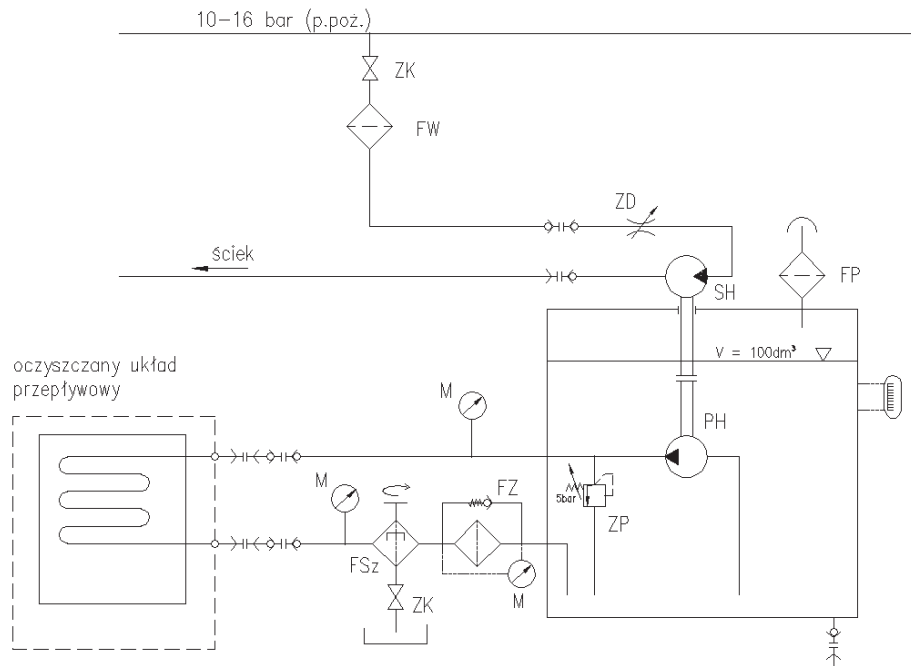 10-16 bar (p.poż.)
ZK
FW
ZD
ściek
SH
FP
V = 100dm³
oczyszczany układ
przepływowy
M
PH
M
FZ
5bar
ZP
FSz
M
ZK